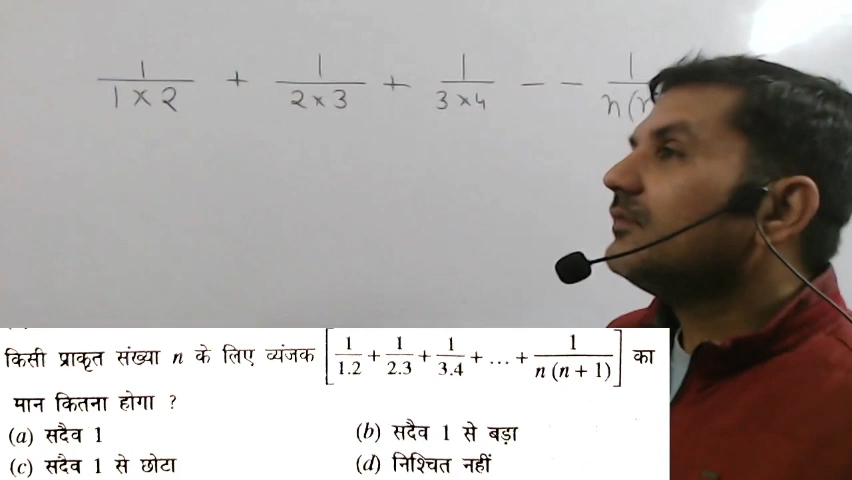 1/(1 × 2) + 1/(2 × 3) + 1/(3 × 4) - - 1/n(
किसी प्राकृत संख्या n के लिए व्यंजक [1/1.2 + 1/2.3 + 1/3.4 + ... + 1/n (n + 1)] का
मान कितना होगा ?
(a) सदैव 1 (b) सदैव 1 से बड़ा
(c) सदैव 1 से छोटा (d) निश्चित नहीं